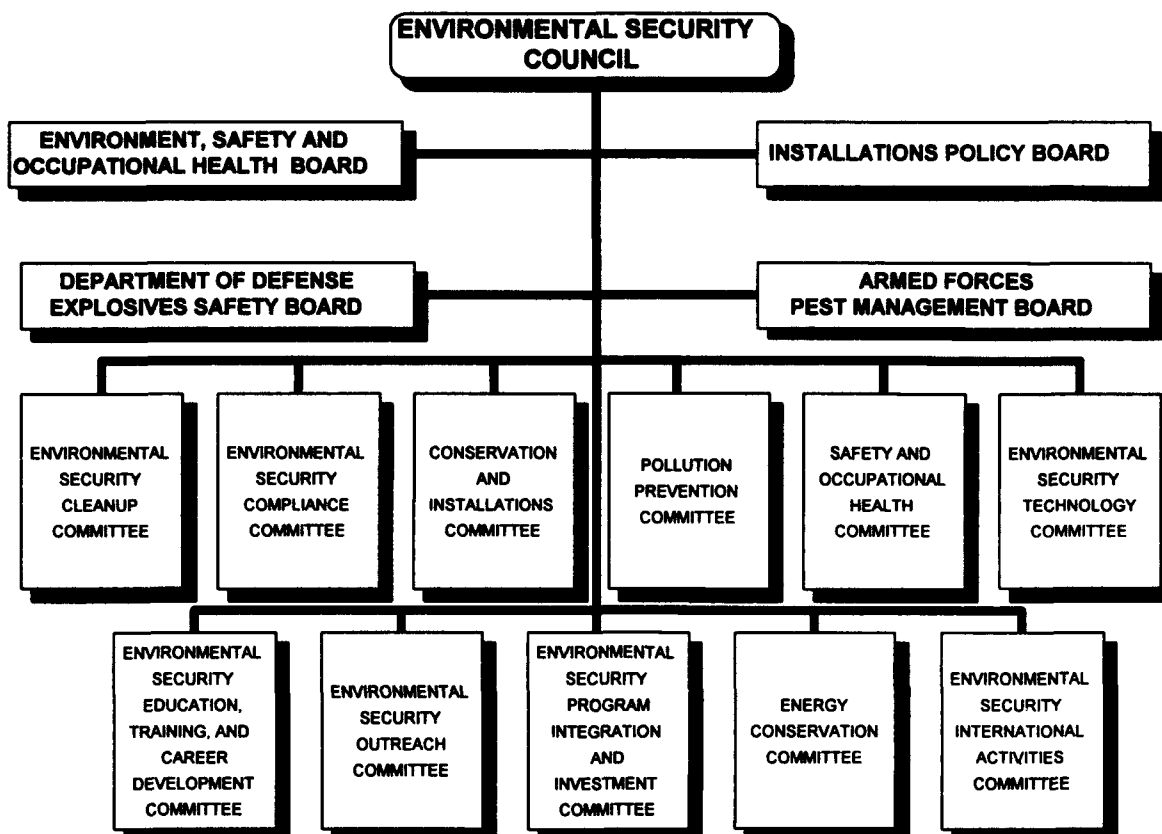 ENVIRONMENTAL SECURITY
COUNCIL
ENVIRONMENT, SAFETY AND
OCCUPATIONAL HEALTH BOARD
INSTALLATIONS POLICY BOARD
DEPARTMENT OF DEFENSE
EXPLOSIVES SAFETY BOARD
ARMED FORCES
PEST MANAGEMENT BOARD
ENVIRONMENTAL
SECURITY
CLEANUP
COMMITTEE
ENVIRONMENTAL
SECURITY
COMPLIANCE
COMMITTEE
CONSERVATION
AND
INSTALLATIONS
COMMITTEE
POLLUTION
PREVENTION
COMMITTEE
SAFETY AND
OCCUPATIONAL
HEALTH
COMMITTEE
ENVIRONMENTAL
SECURITY
TECHNOLOGY
COMMITTEE
ENVIRONMENTAL
SECURITY
EDUCATION,
TRAINING, AND
CAREER
DEVELOPMENT
COMMITTEE
ENVIRONMENTAL
SECURITY
OUTREACH
COMMITTEE
ENVIRONMENTAL
SECURITY
PROGRAM
INTEGRATION
AND
INVESTMENT
COMMITTEE
ENERGY
CONSERVATION
COMMITTEE
ENVIRONMENTAL
SECURITY
INTERNATIONAL
ACTIVITIES
COMMITTEE